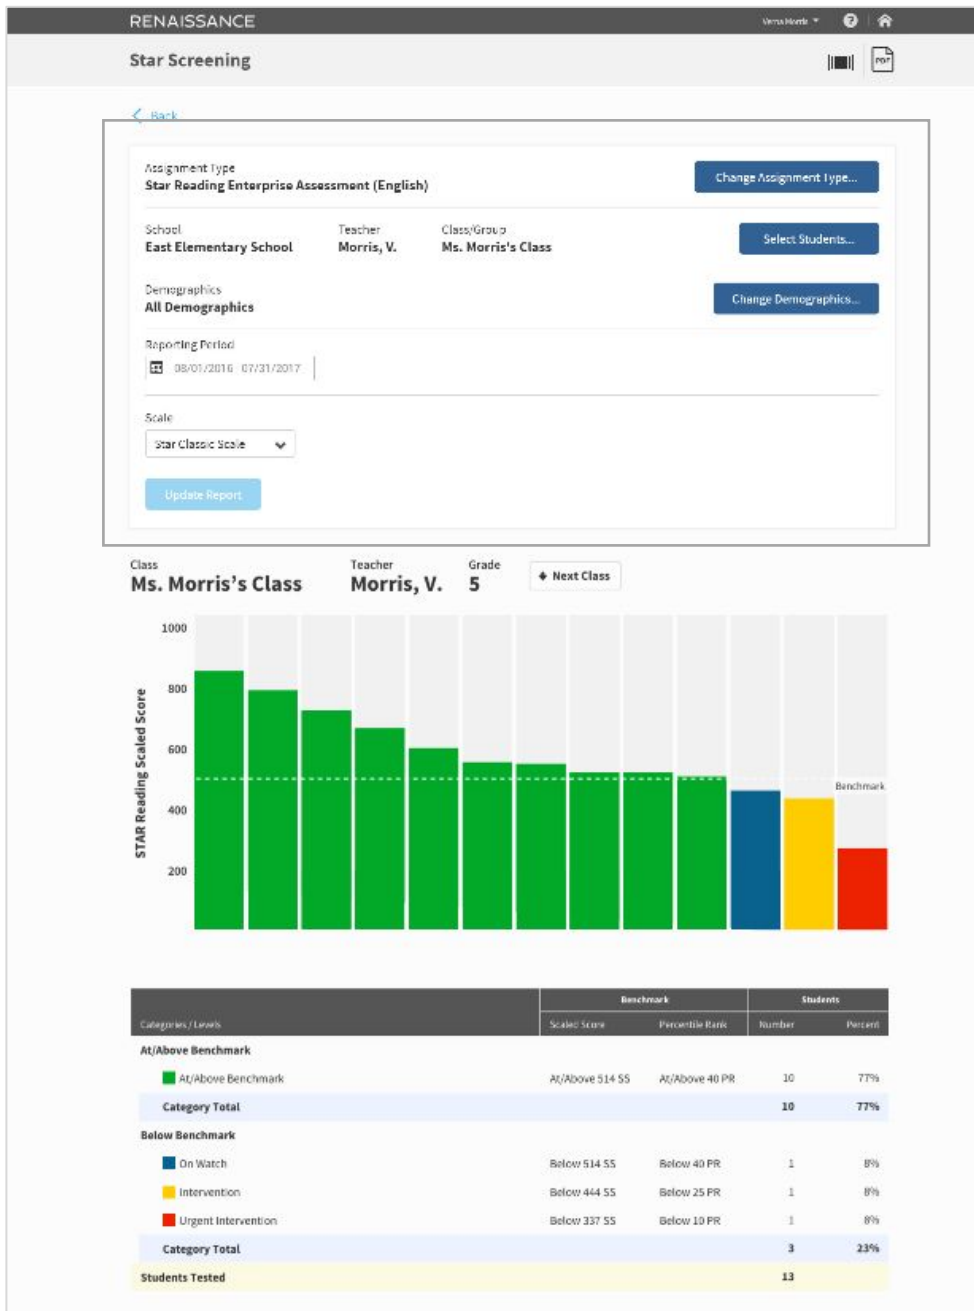 RENAISSANCE Verna Morris
Star Screening PDF
Back
Assignment Type
Star Reading Enterprise Assessment (English) Change Assignment Type...
School Teacher Class/Group
East Elementary School Morris, V. Ms. Morris's Class Select Students...
Demographics
All Demographics Change Demographics...
Reporting Period
08/01/2016 07/31/2017
Scale
Star Classic Scale
Update Report
Class Teacher Grade
Ms. Morris’s Class Morris, V. 5 Next Class
1000
800
600
400
200
STAR Reading Scaled Score
Benchmark
Benchmark Students
Categories / Levels Scaled Score Percentile Rank Number Percent
At/Above Benchmark
At/Above Benchmark At/Above 514 SS At/Above 40 PR 10 77%
Category Total 10 77%
Below Benchmark
On Watch Below 514 SS Below 40 PR 1 8%
Intervention Below 444 SS Below 25 PR 1 8%
Urgent Intervention Below 337 SS Below 10 PR 1 8%
Category Total 3 23%
Students Tested 13